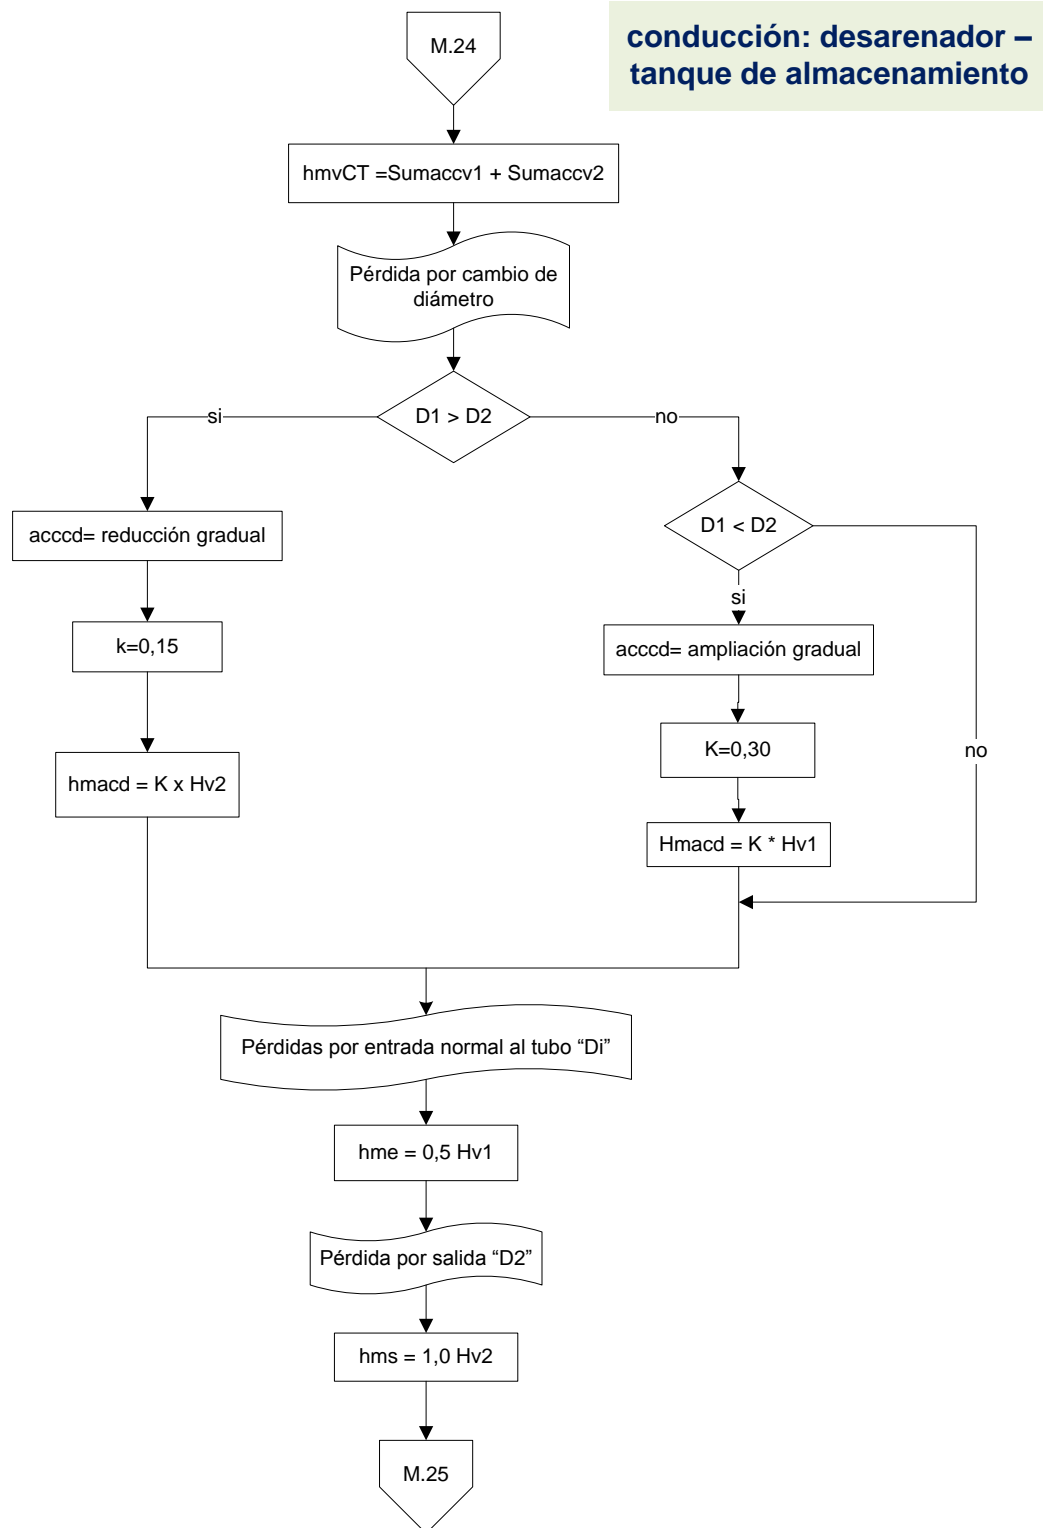 conducción: desarenador –
tanque de almacenamiento
M.24
hmvCT =Sumaccv1 + Sumaccv2
Pérdida por cambio de
diámetro
D1 > D2
si
no
acccd= reducción gradual
k=0,15
hmacd = K x Hv2
D1 < D2
si
no
acccd= ampliación gradual
K=0,30
Hmacd = K * Hv1
Pérdidas por entrada normal al tubo “Di”
hme = 0,5 Hv1
Pérdida por salida “D2”
hms = 1,0 Hv2
M.25